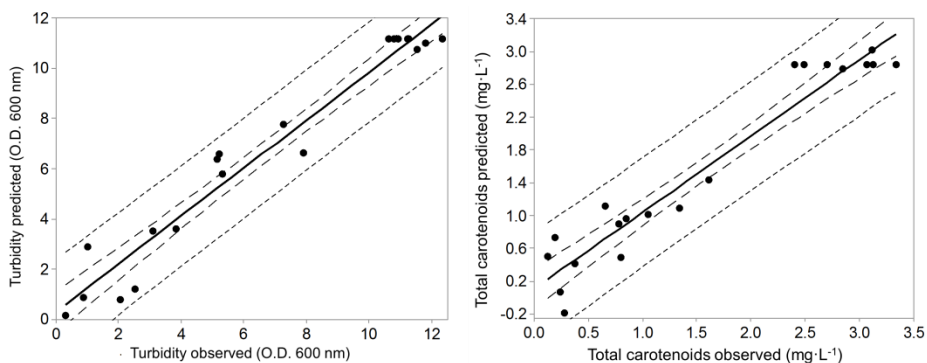 Turbidity predicted (O.D. 600 nm)
12
10
8
6
4
2
0
0 2 4 6 8 10 12
. Turbidity observed (O.D. 600 nm)
Total carotenoids predicted (mg·L⁻¹)
3.4
3.0
2.6
2.2
1.8
1.4
1.0
0.6
0.2
-0.2
0.0 0.5 1.0 1.5 2.0 2.5 3.0 3.5
Total carotenoids observed (mg·L⁻¹)